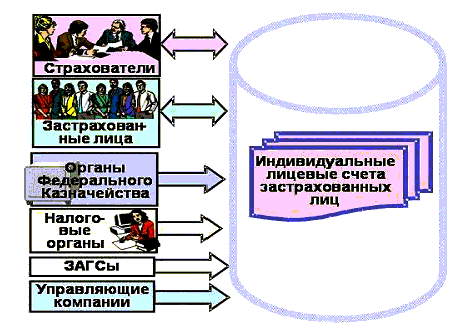 Страхователи
Застрахован-
ные лица
Органы
Федерального
Казначейства
Налого-
вые
органы
ЗАГСы
Управляющие
компании
Индивидуальные
лицевые счета
застрахованных
лиц